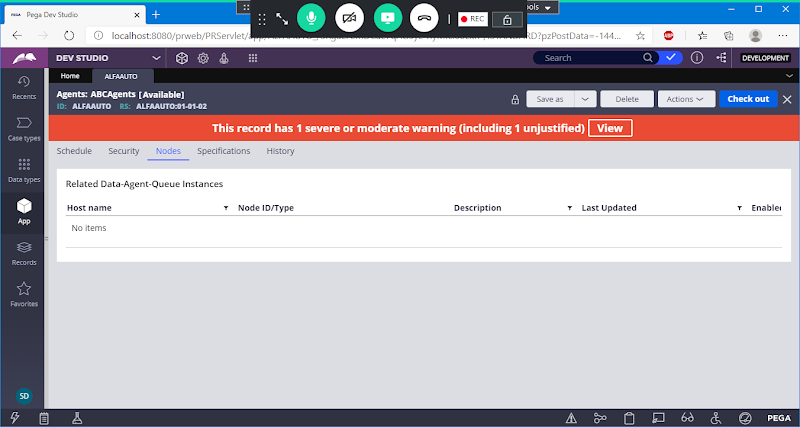 PEGA Pega Dev Studio
ools
REC
localhost:8080/prweb/PRServlet/app
RD?pzPostData=-144...
DEV STUDIO
Search
DEVELOPMENT
Home
ALFAAUTO
Recents
Case types
Data types
App
Records
Favorites
SD
Agents: ABCAgents [Available]
ID: ALFAAUTO RS: ALFAAUTO:01-01-02
Save as
Delete
Actions
Check out
This record has 1 severe or moderate warning (including 1 unjustified) View
Schedule Security Nodes Specifications History
Related Data-Agent-Queue Instances
Host name Node ID/Type Description Last Updated Enabled
No items
PEGA